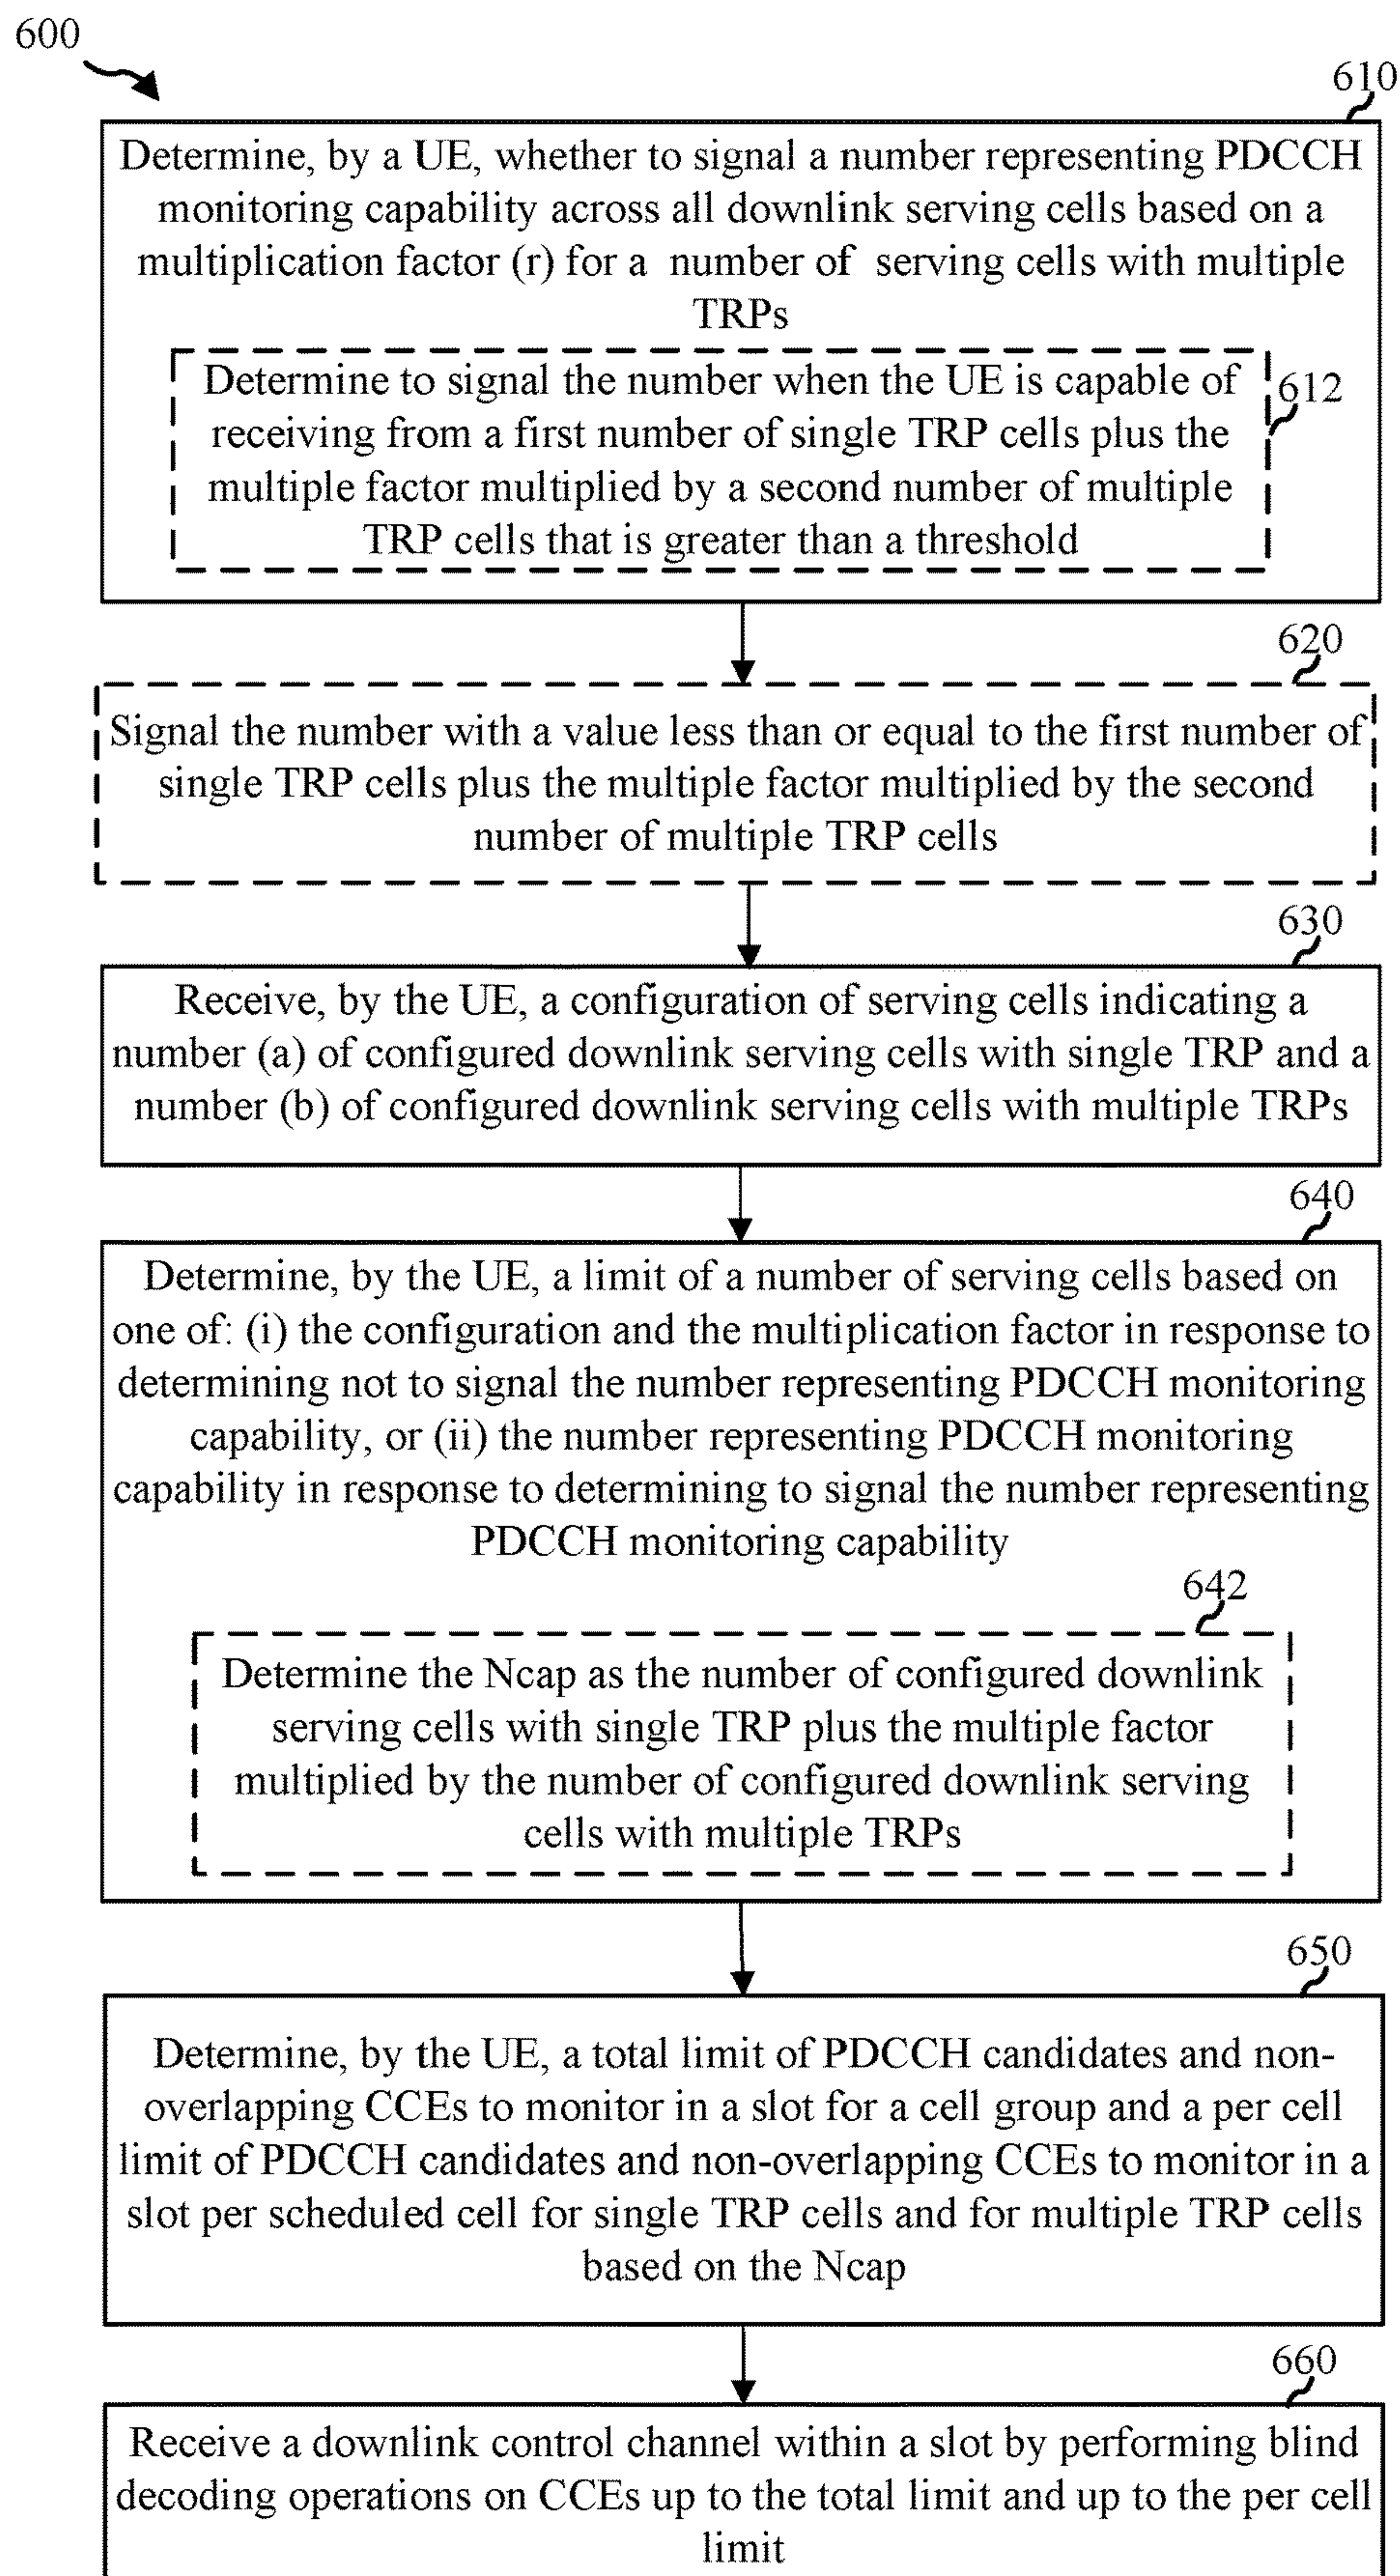 600
610
Determine, by a UE, whether to signal a number representing PDCCH
monitoring capability across all downlink serving cells based on a
multiplication factor (r) for a number of serving cells with multiple
TRPs
Determine to signal the number when the UE is capable of
receiving from a first number of single TRP cells plus the
multiple factor multiplied by a second number of multiple
TRP cells that is greater than a threshold
612
620
Signal the number with a value less than or equal to the first number of
single TRP cells plus the multiple factor multiplied by the second
number of multiple TRP cells
630
Receive, by the UE, a configuration of serving cells indicating a
number (a) of configured downlink serving cells with single TRP and a
number (b) of configured downlink serving cells with multiple TRPs
640
Determine, by the UE, a limit of a number of serving cells based on
one of: (i) the configuration and the multiplication factor in response to
determining not to signal the number representing PDCCH monitoring
capability, or (ii) the number representing PDCCH monitoring
capability in response to determining to signal the number representing
PDCCH monitoring capability
642
Determine the Ncap as the number of configured downlink
serving cells with single TRP plus the multiple factor
multiplied by the number of configured downlink serving
cells with multiple TRPs
650
Determine, by the UE, a total limit of PDCCH candidates and non-
overlapping CCEs to monitor in a slot for a cell group and a per cell
limit of PDCCH candidates and non-overlapping CCEs to monitor in a
slot per scheduled cell for single TRP cells and for multiple TRP cells
based on the Ncap
660
Receive a downlink control channel within a slot by performing blind
decoding operations on CCEs up to the total limit and up to the per cell
limit